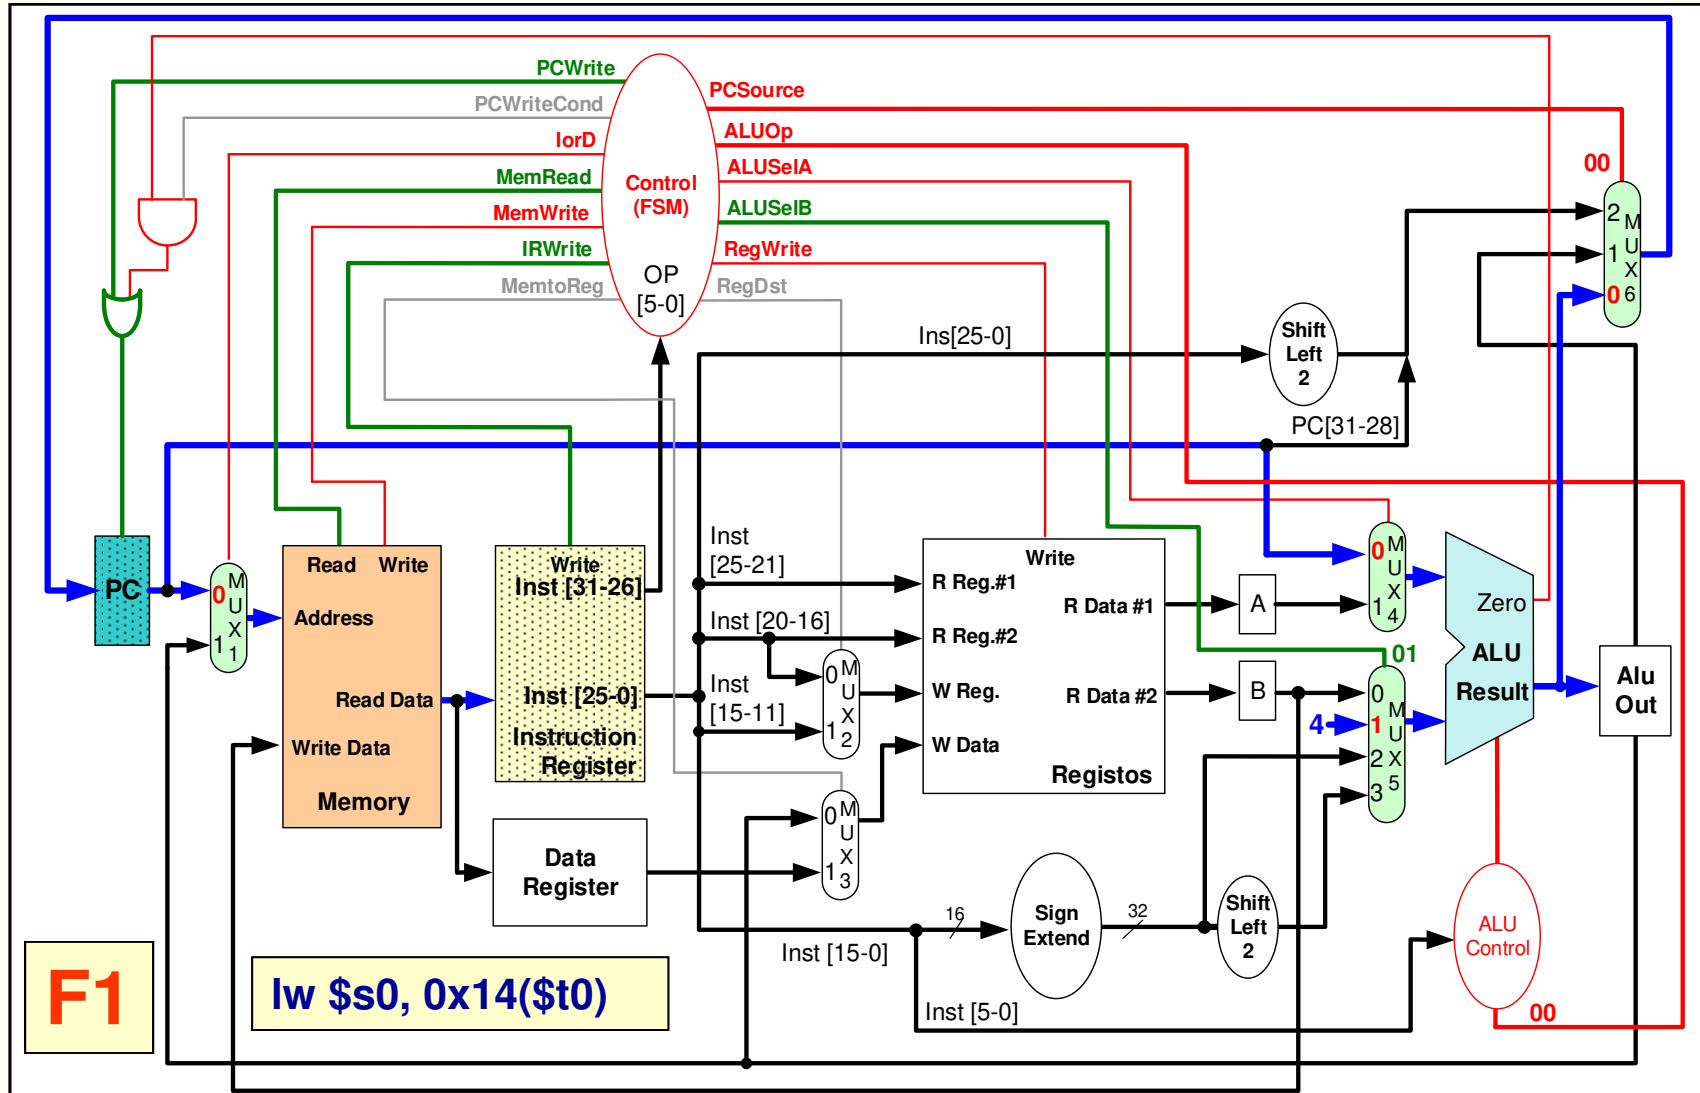 PCWrite
PCWriteCond
IorD
MemRead
MemWrite
IRWrite
MemtoReg
Control
(FSM)
OP
[5-0]
PCSource
ALUOp
ALUSelA
ALUSelB
RegWrite
RegDst
00
2
1
0
M
U
X
6
Ins[25-0]
Shift
Left
2
PC[31-28]
PC
0
1
M
U
X
1
Read
Write
Address
Read Data
Write Data
Memory
Write
Inst [31-26]
Inst [25-0]
Instruction
Register
Data
Register
Inst
[25-21]
Inst [20-16]
Inst
[15-11]
0
1
M
U
X
2
0
1
M
U
X
3
Write
R Reg.#1
R Reg.#2
W Reg.
W Data
R Data #1
R Data #2
Registos
A
B
0
1
M
U
X
4
01
4
0
1
2
3
M
U
X
5
Zero
ALU
Result
Alu
Out
Inst [15-0]
16
Sign
Extend
32
Shift
Left
2
Inst [5-0]
ALU
Control
00
F1
lw $s0, 0x14($t0)